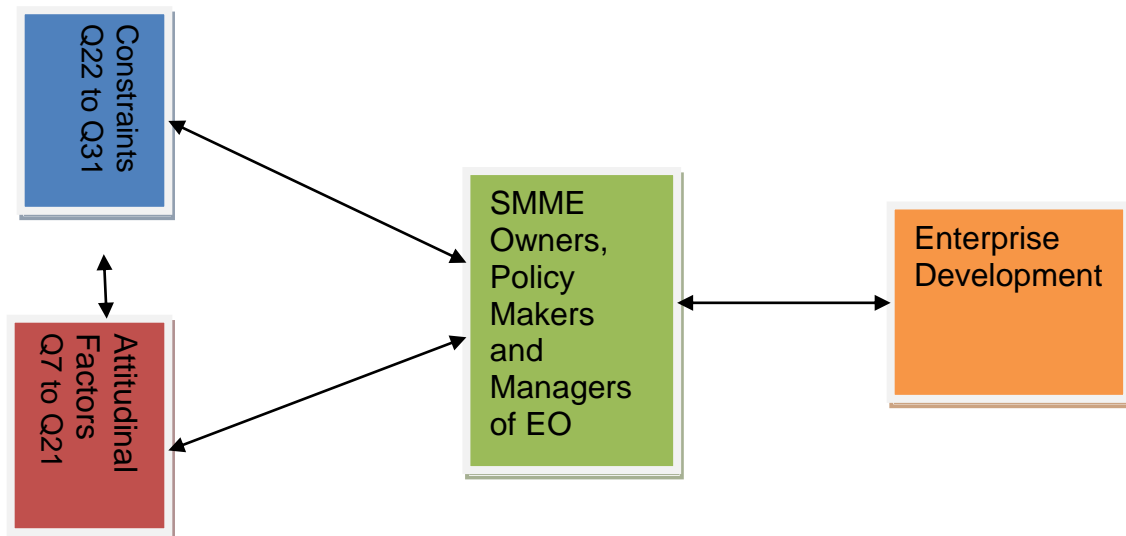 Constraints
Q22 to Q31
Attitudinal
Factors
Q7 to Q21
SMME
Owners,
Policy
Makers
and
Managers
of EO
Enterprise
Development